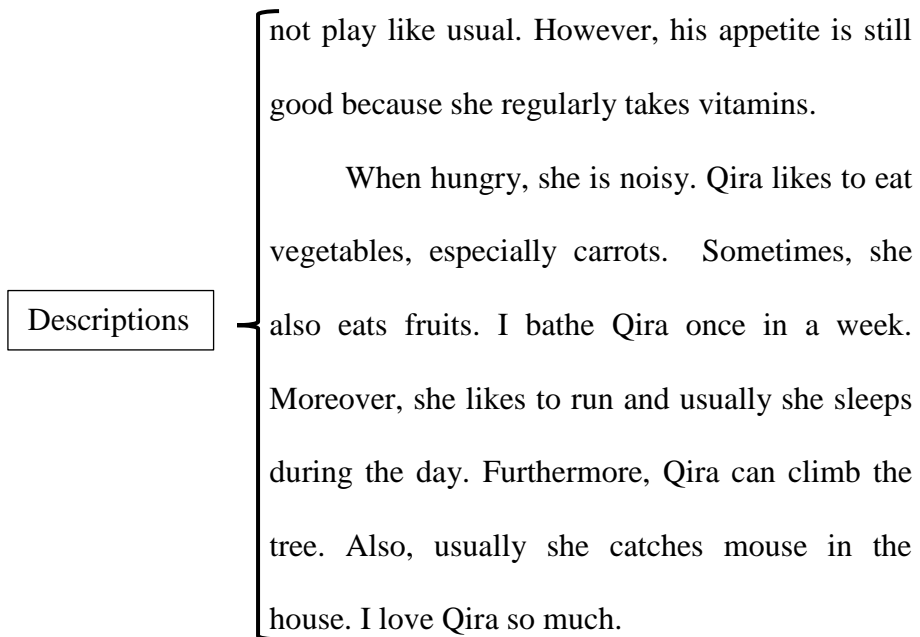 not play like usual. However, his appetite is still
good because she regularly takes vitamins.
When hungry, she is noisy. Qira likes to eat
vegetables, especially carrots. Sometimes, she
Descriptions
also eats fruits. I bathe Qira once in a week.
Moreover, she likes to run and usually she sleeps
during the day. Furthermore, Qira can climb the
tree. Also, usually she catches mouse in the
house. I love Qira so much.